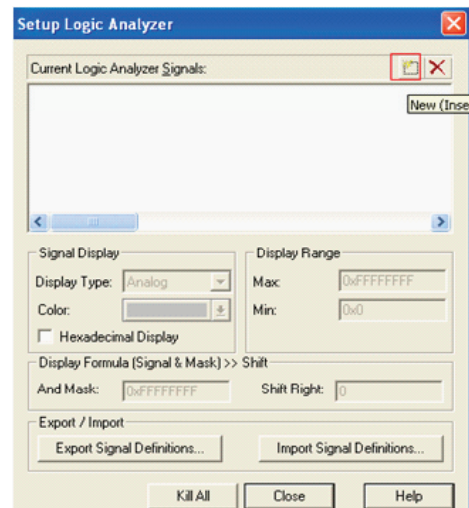 Setup Logic Analyzer
Current Logic Analyzer Signals:
New (Inse
Signal Display
Display Type: Analog
Color:
Hexadecimal Display
Display Range
Max: 0xFFFFFFFF
Min: 0x0
Display Formula (Signal & Mask) >> Shift
And Mask: 0xFFFFFFFF Shift Right: 0
Export / Import
Export Signal Definitions... Import Signal Definitions...
Kill All Close Help